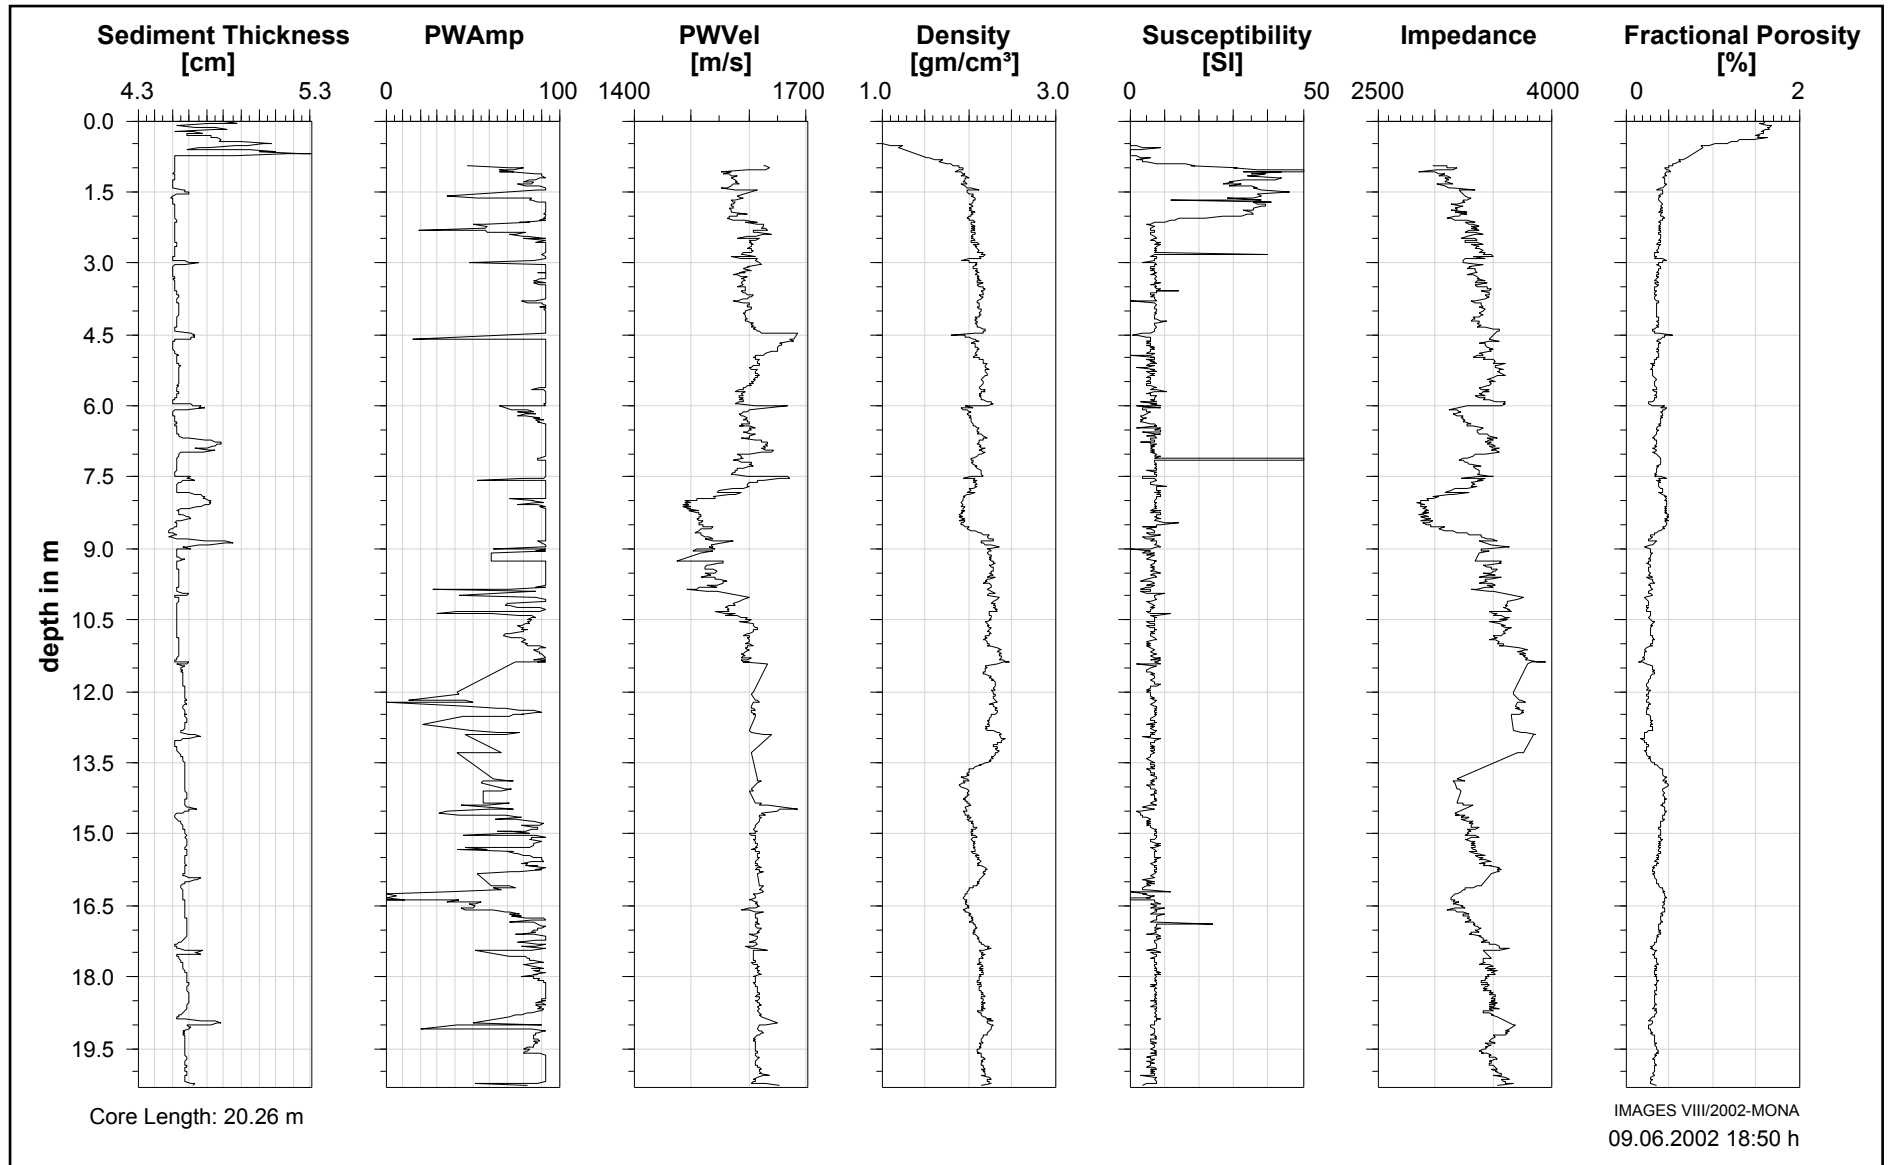 Sediment Thickness PWAmp PWVel Density Susceptibility Impedance Fractional Porosity
[cm] [m/s] [gm/cm³] [SI] [%]
4.3 5.3 0 100 1400 1700 1.0 3.0 0 50 2500 4000 0 2
0.0
1.5
3.0
4.5
6.0
7.5
9.0
10.5
12.0
13.5
15.0
16.5
18.0
19.5
depth in m
Core Length: 20.26 m
IMAGES VIII/2002-MONA
09.06.2002 18:50 h